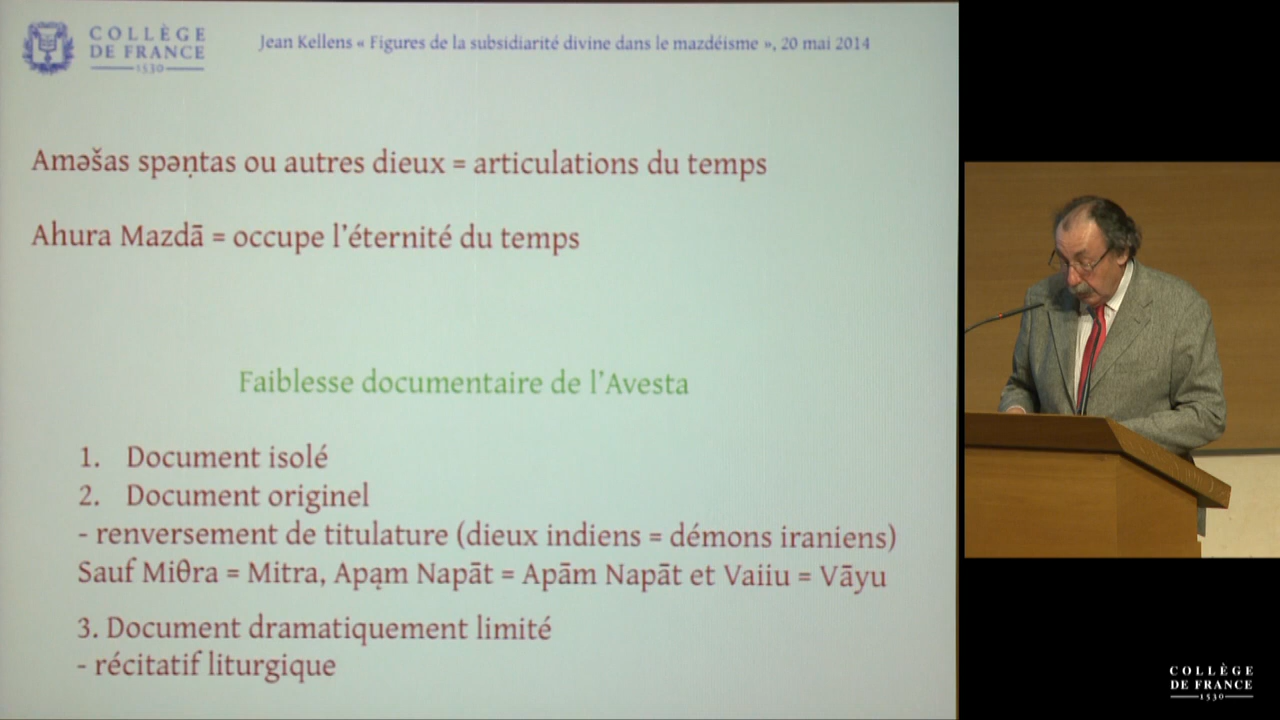 COLLÈGE
DE FRANCE
1530
Jean Kellens « Figures de la subsidiarité divine dans le mazdéisme », 20 mai 2014
Aməšas spəṇtas ou autres dieux = articulations du temps
Ahura Mazdā = occupe l’éternité du temps
Faiblesse documentaire de l’Avesta
1. Document isolé
2. Document originel
- renversement de titulature (dieux indiens = démons iraniens)
Sauf Miθra = Mitra, Apąm Napāt = Apām Napāt et Vaiiu = Vāyu
3. Document dramatiquement limité
- récitatif liturgique
COLLÈGE
DE FRANCE
1530